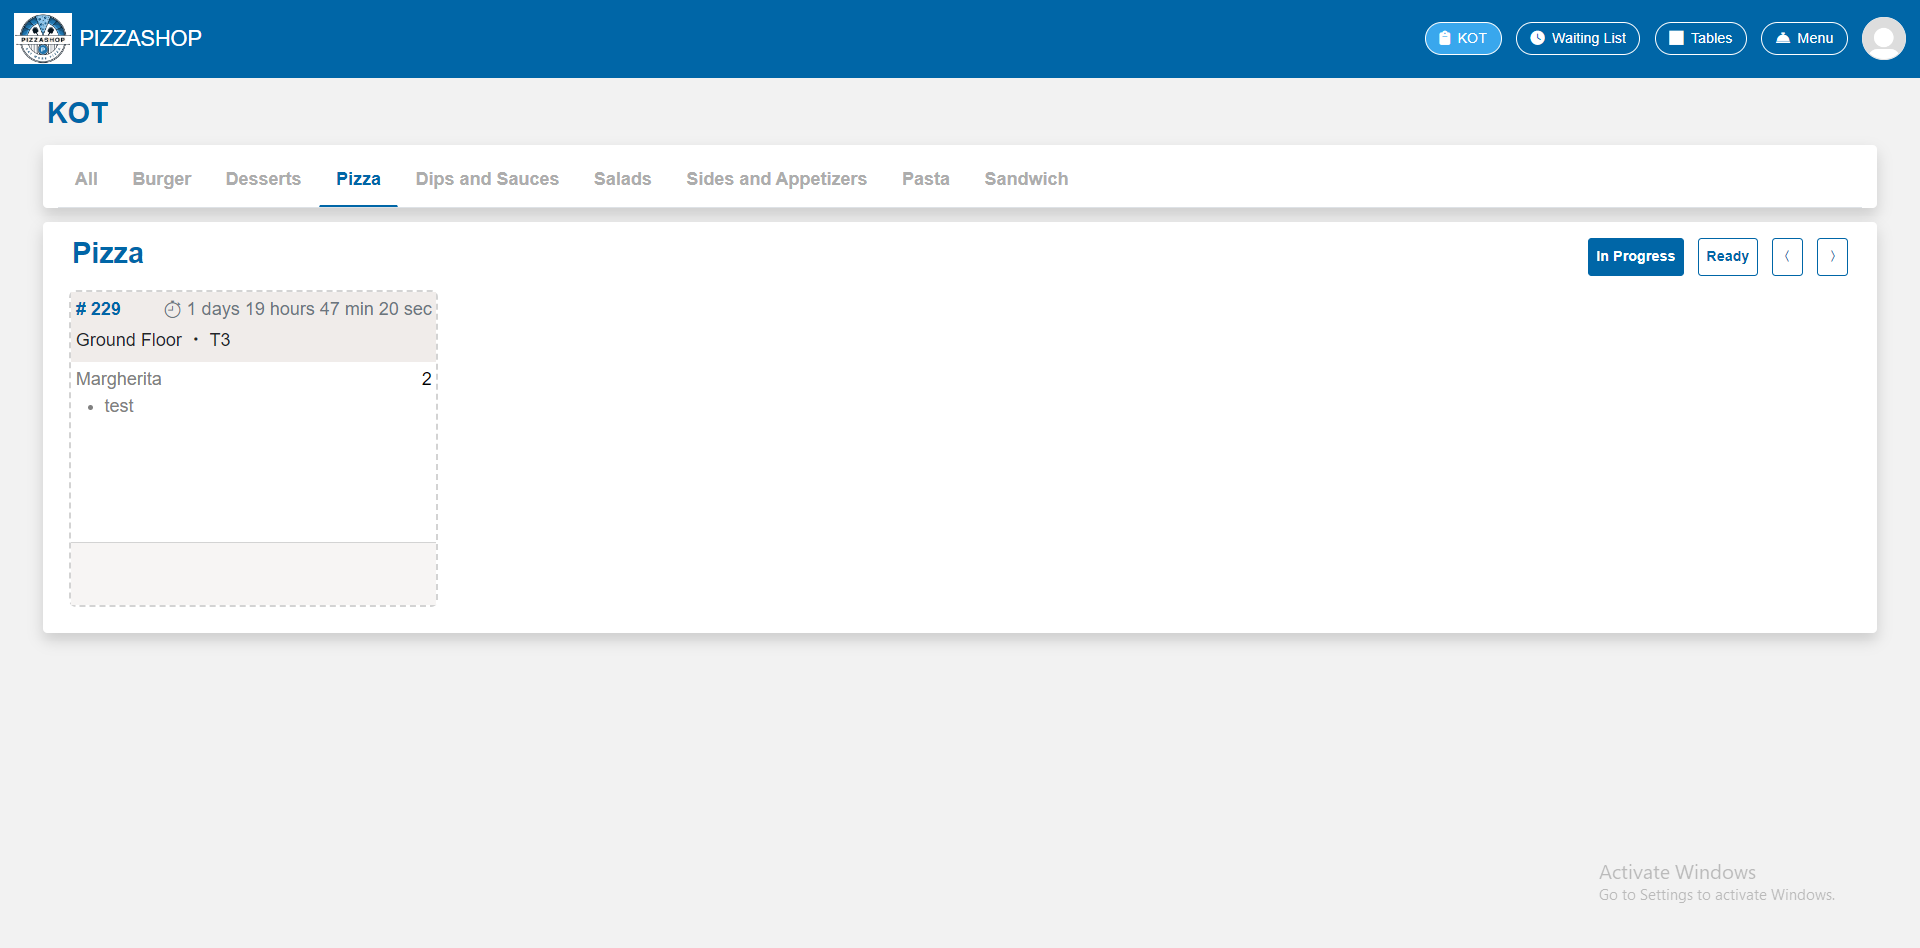 PIZZASHOP
PIZZASHOP
KOT
Waiting List
Tables
Menu
KOT
All
Burger
Desserts
Pizza
Dips and Sauces
Salads
Sides and Appetizers
Pasta
Sandwich
Pizza
In Progress
Ready
# 229
1 days 19 hours 47 min 20 sec
Ground Floor • T3
Margherita 2
• test
Activate Windows
Go to Settings to activate Windows.